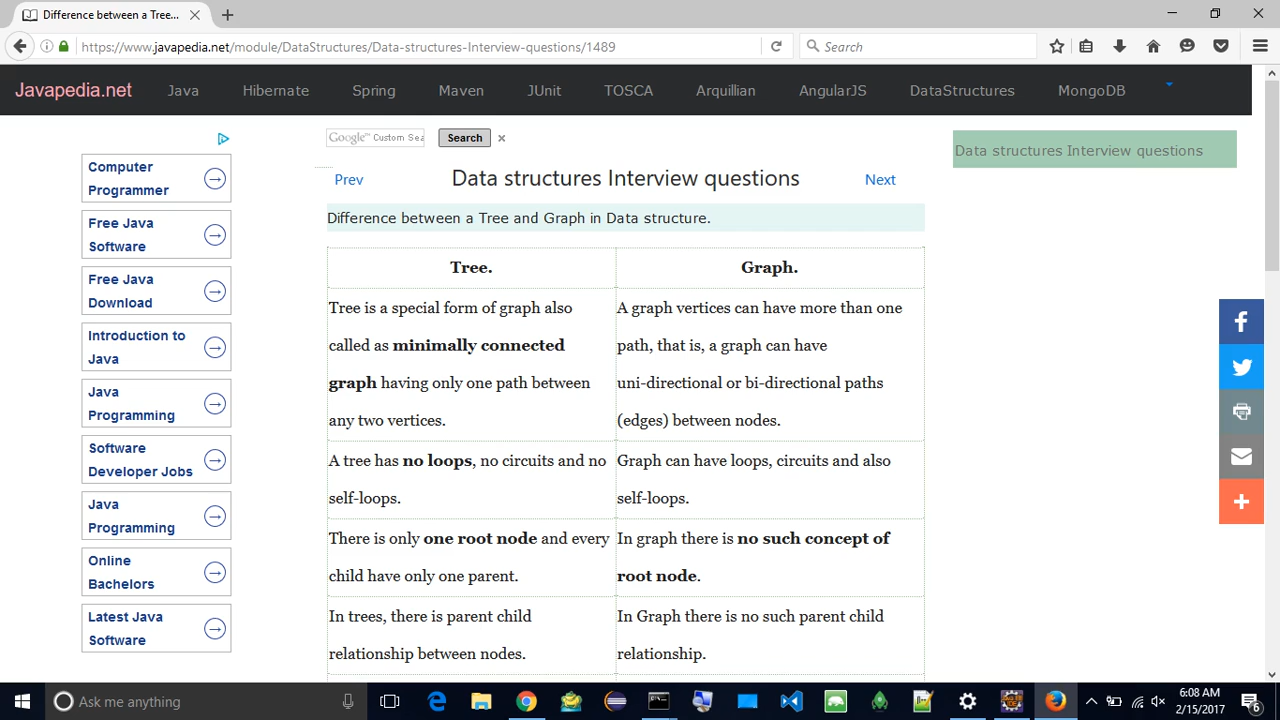 Difference between a Tree...
https://www.javapedia.net/module/DataStructures/Data-structures-Interview-questions/1489
Search
Javapedia.net
Java
Hibernate
Spring
Maven
JUnit
TOSCA
Arquillian
AngularJS
DataStructures
MongoDB
Google™ Custom Sea
Search
×
Data structures Interview questions
Prev
Data structures Interview questions
Next
Difference between a Tree and Graph in Data structure.
Computer
Programmer
Free Java
Software
Free Java
Download
Introduction to
Java
Java
Programming
Software
Developer Jobs
Java
Programming
Online
Bachelors
Latest Java
Software
Tree.
Graph.
Tree is a special form of graph also
called as minimally connected
graph having only one path between
any two vertices.
A graph vertices can have more than one
path, that is, a graph can have
uni-directional or bi-directional paths
(edges) between nodes.
A tree has no loops, no circuits and no
self-loops.
Graph can have loops, circuits and also
self-loops.
There is only one root node and every
child have only one parent.
In graph there is no such concept of
root node.
In trees, there is parent child
relationship between nodes.
In Graph there is no such parent child
relationship.
Ask me anything
6:08 AM
2/15/2017
6